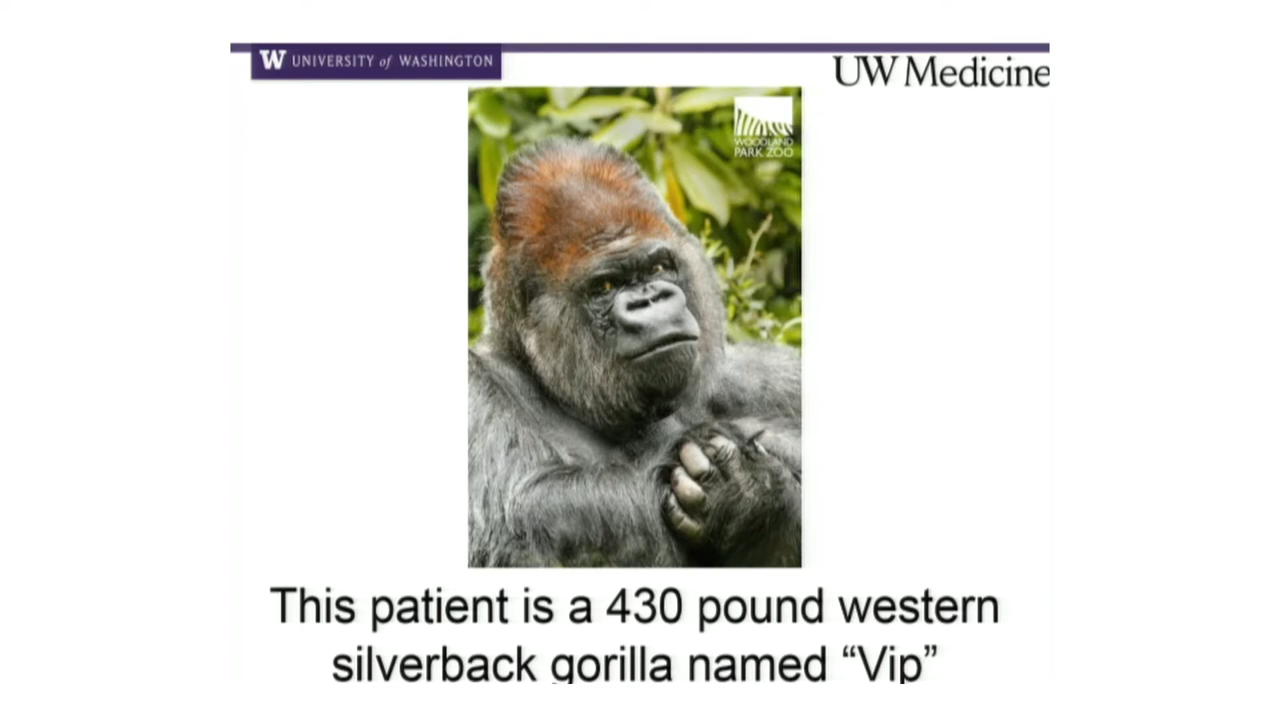 W UNIVERSITY of WASHINGTON
UW Medicine
WOODLAND
PARK ZOO
This patient is a 430 pound western
silverback gorilla named “Vip”